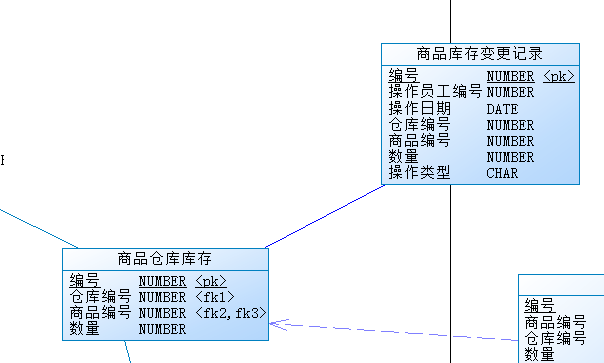 商品库存变更记录
编号 NUMBER <pk>
操作员工编号 NUMBER
操作日期 DATE
仓库编号 NUMBER
商品编号 NUMBER
数量 NUMBER
操作类型 CHAR
商品仓库库存
编号 NUMBER <pk>
仓库编号 NUMBER <fk1>
商品编号 NUMBER <fk2,fk3>
数量 NUMBER
编号
商品编号
仓库编号
数量